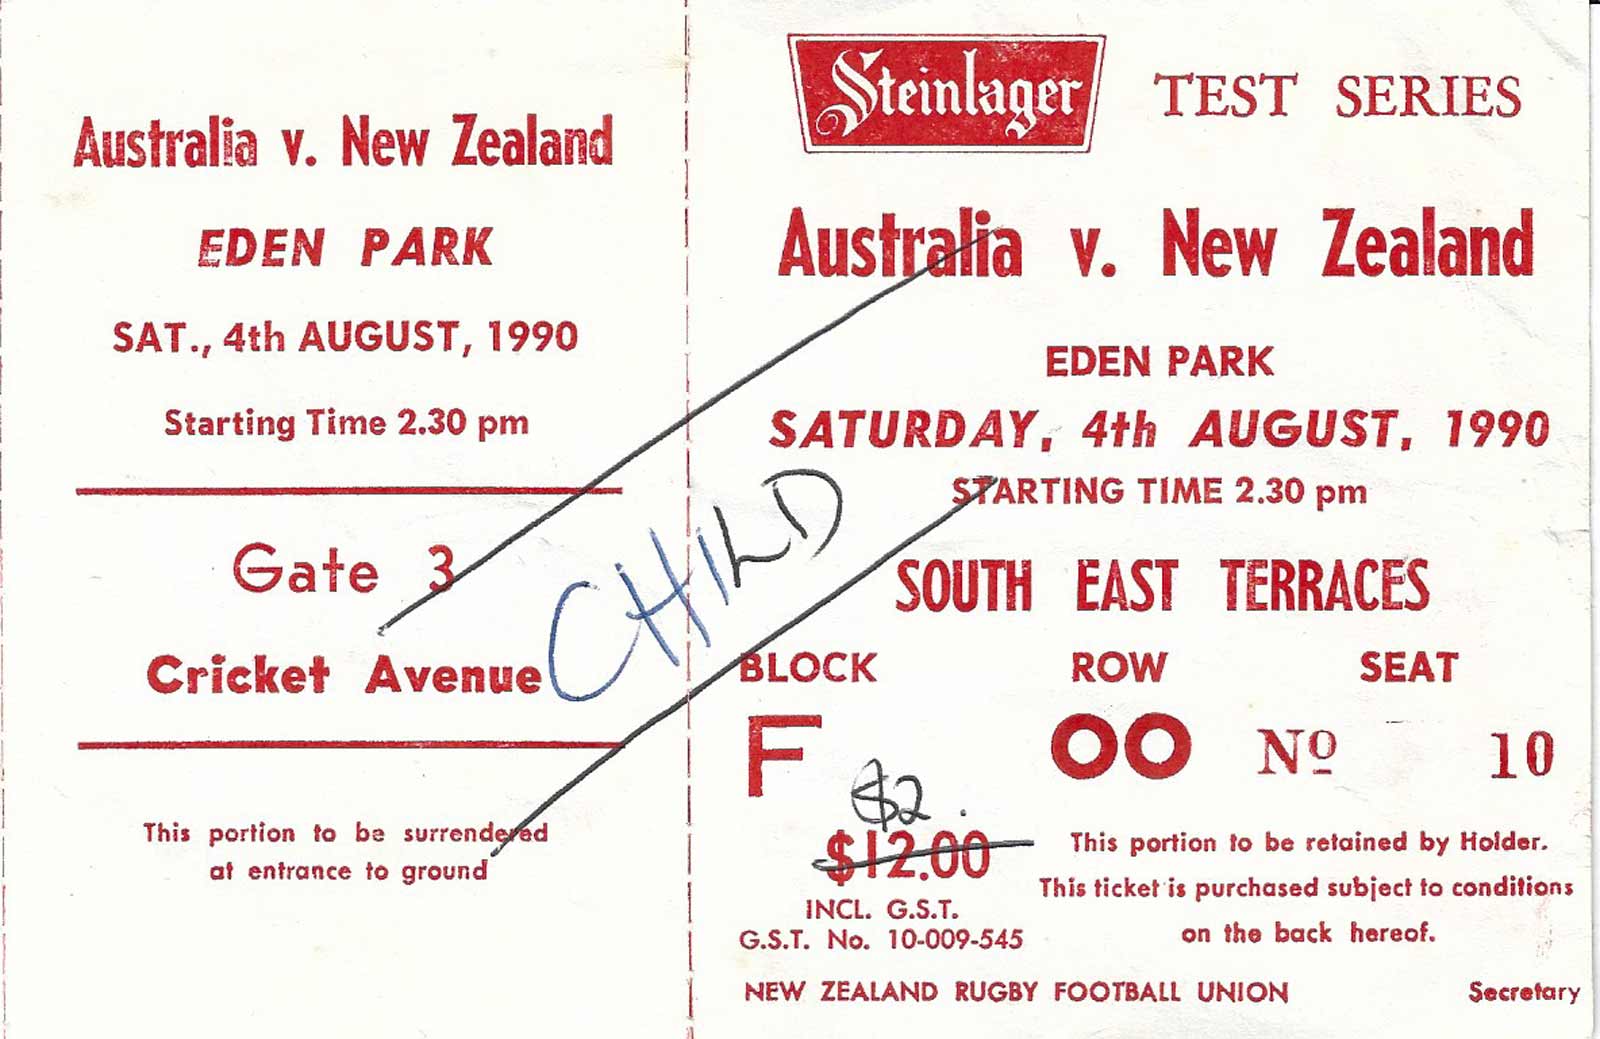 Australia v. New Zealand
EDEN PARK
SAT., 4th AUGUST, 1990
Starting Time 2.30 pm
Gate 3
Cricket Avenue
This portion to be surrendered
at entrance to ground
CHILD
Steinlager TEST SERIES
Australia v. New Zealand
EDEN PARK
SATURDAY, 4th AUGUST, 1990
STARTING TIME 2.30 pm
SOUTH EAST TERRACES
BLOCK ROW SEAT
F OO Nº 10
$2.
$12.00
INCL. G.S.T.
G.S.T. No. 10-009-545
This portion to be retained by Holder.
This ticket is purchased subject to conditions
on the back hereof.
NEW ZEALAND RUGBY FOOTBALL UNION Secretary